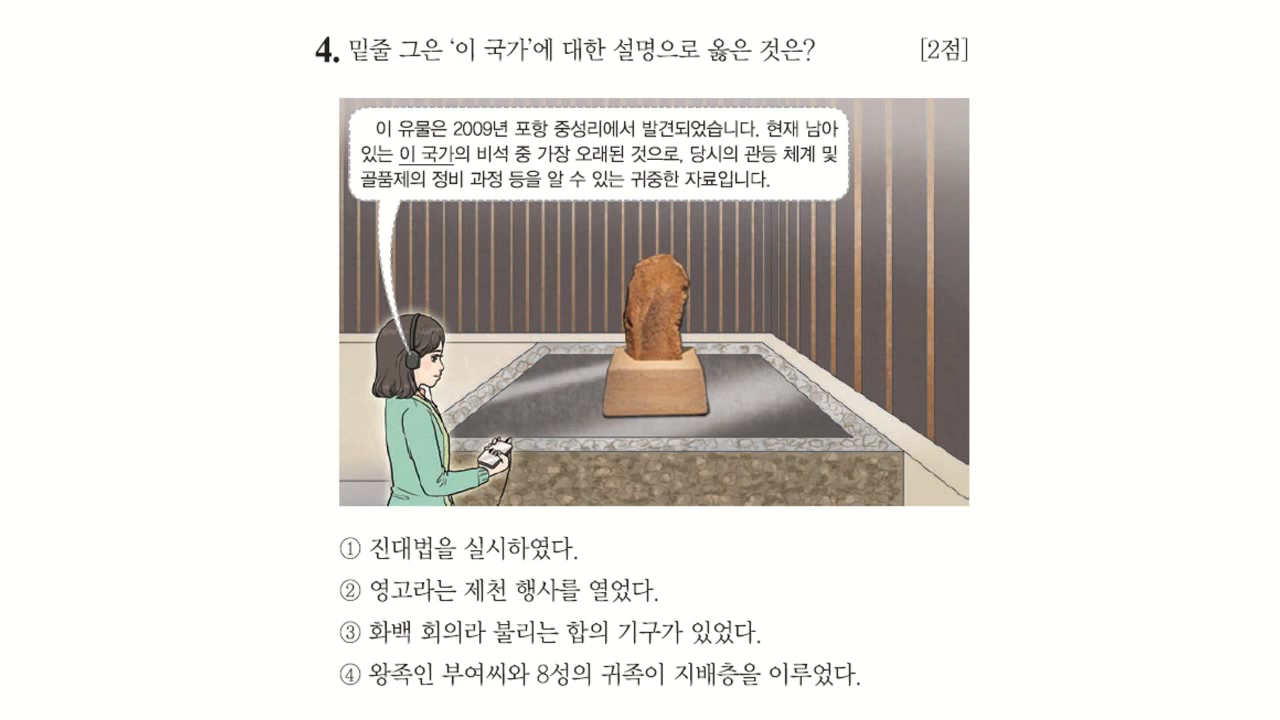 4. 밑줄 그은 ‘이 국가’에 대한 설명으로 옳은 것은? [2점]
이 유물은 2009년 포항 중성리에서 발견되었습니다. 현재 남아
있는 이 국가의 비석 중 가장 오래된 것으로, 당시의 관등 체계 및
골품제의 정비 과정 등을 알 수 있는 귀중한 자료입니다.
① 진대법을 실시하였다.
② 영고라는 제천 행사를 열었다.
③ 화백 회의라 불리는 합의 기구가 있었다.
④ 왕족인 부여씨와 8성의 귀족이 지배층을 이루었다.